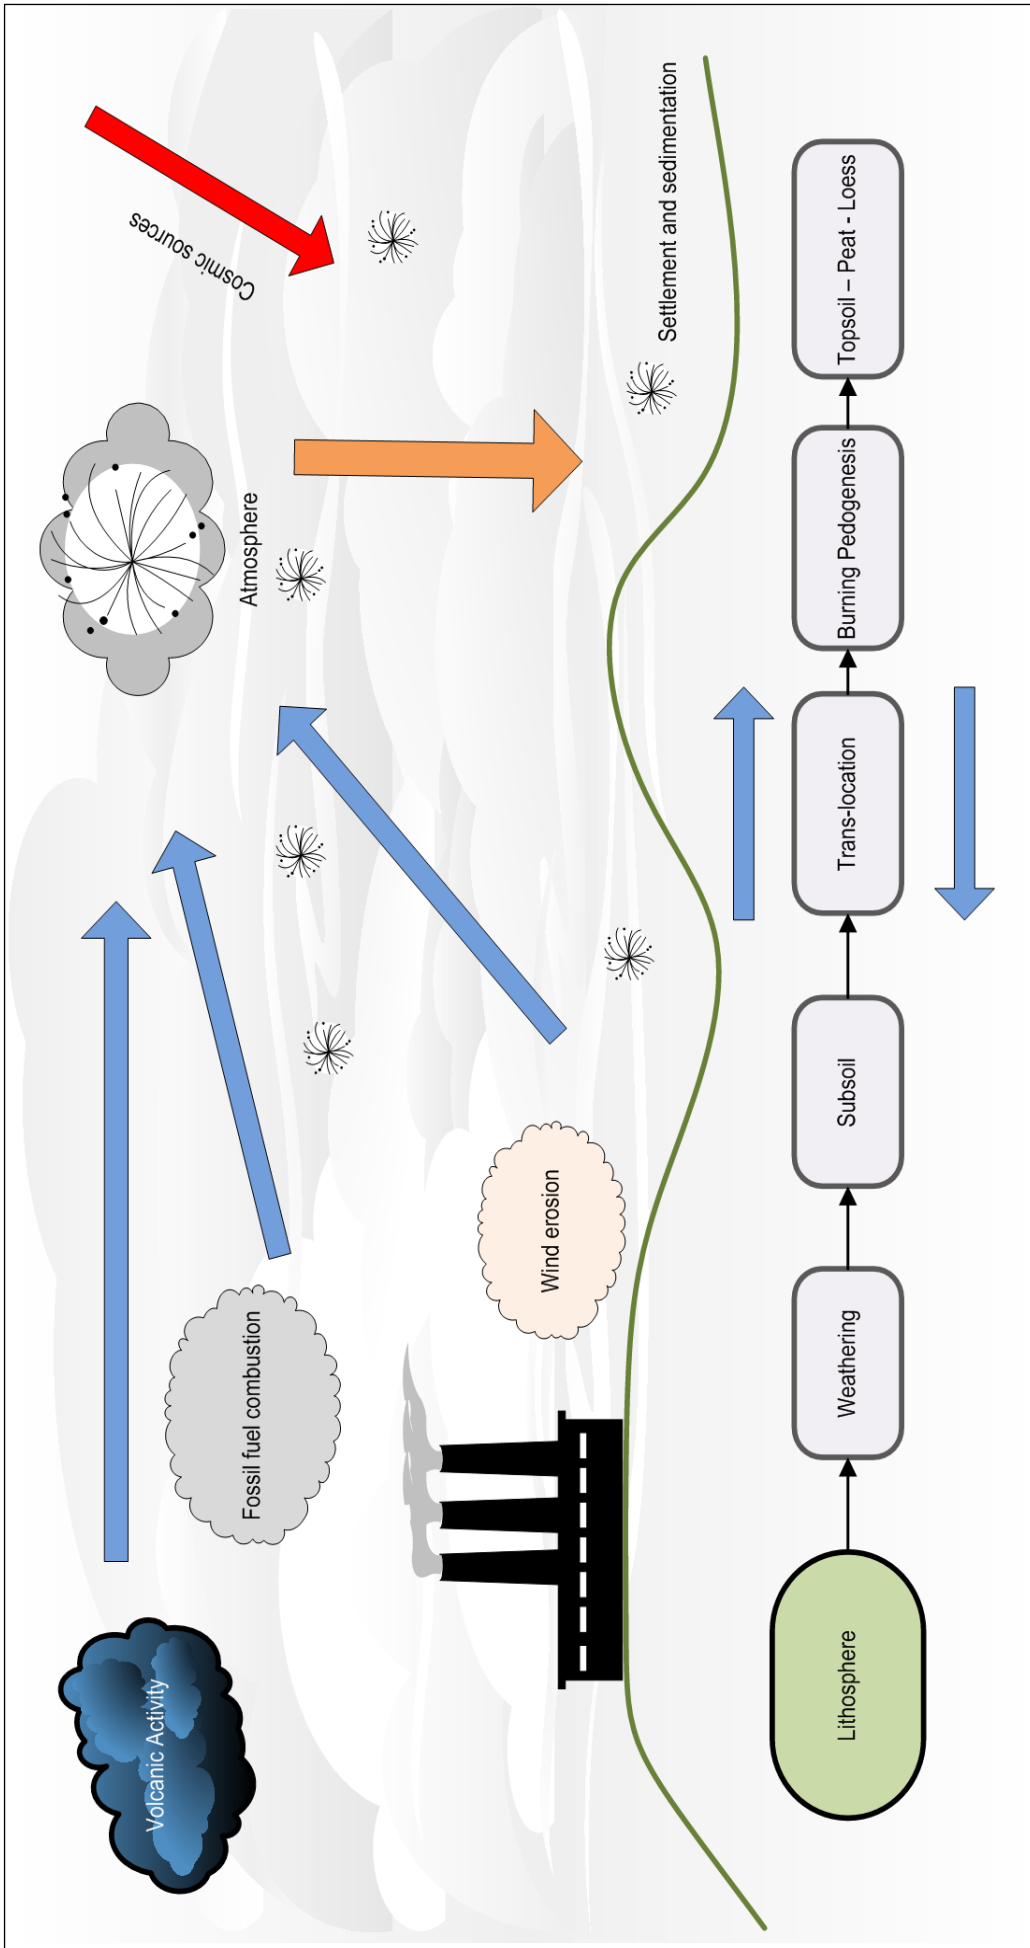 Volcanic Activity
Fossil fuel combustion
Wind erosion
Atmosphere
Cosmic sources
Settlement and sedimentation
Lithosphere
Weathering
Subsoil
Trans-location
Burning Pedogenesis
Topsoil – Peat - Loess